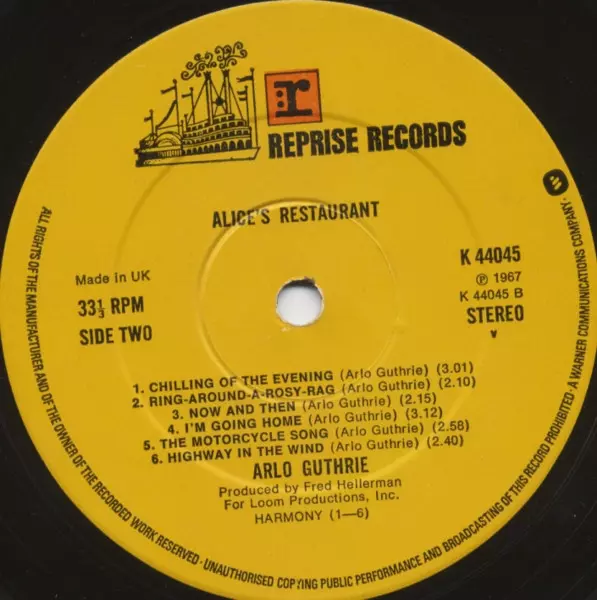 :r
REPRISE RECORDS
ALICE'S RESTAURANT
Made in UK
33⅓ RPM
SIDE TWO
K 44045
℗ 1967
K 44045 B
STEREO
V
1. CHILLING OF THE EVENING (Arlo Guthrie) (3.01)
2. RING-AROUND-A-ROSY-RAG (Arlo Guthrie) (2.10)
3. NOW AND THEN (Arlo Guthrie) (2.15)
4. I'M GOING HOME (Arlo Guthrie) (3.12)
5. THE MOTORCYCLE SONG (Arlo Guthrie) (2.58)
6. HIGHWAY IN THE WIND (Arlo Guthrie) (2.40)
ARLO GUTHRIE
Produced by Fred Hellerman
For Loom Productions, Inc.
HARMONY (1—6)
ALL RIGHTS OF THE MANUFACTURER AND OF THE OWNER OF THE RECORDED WORK RESERVED · UNAUTHORISED COPYING PUBLIC PERFORMANCE AND BROADCASTING OF THIS RECORD PROHIBITED · A WARNER COMMUNICATIONS COMPANY ·